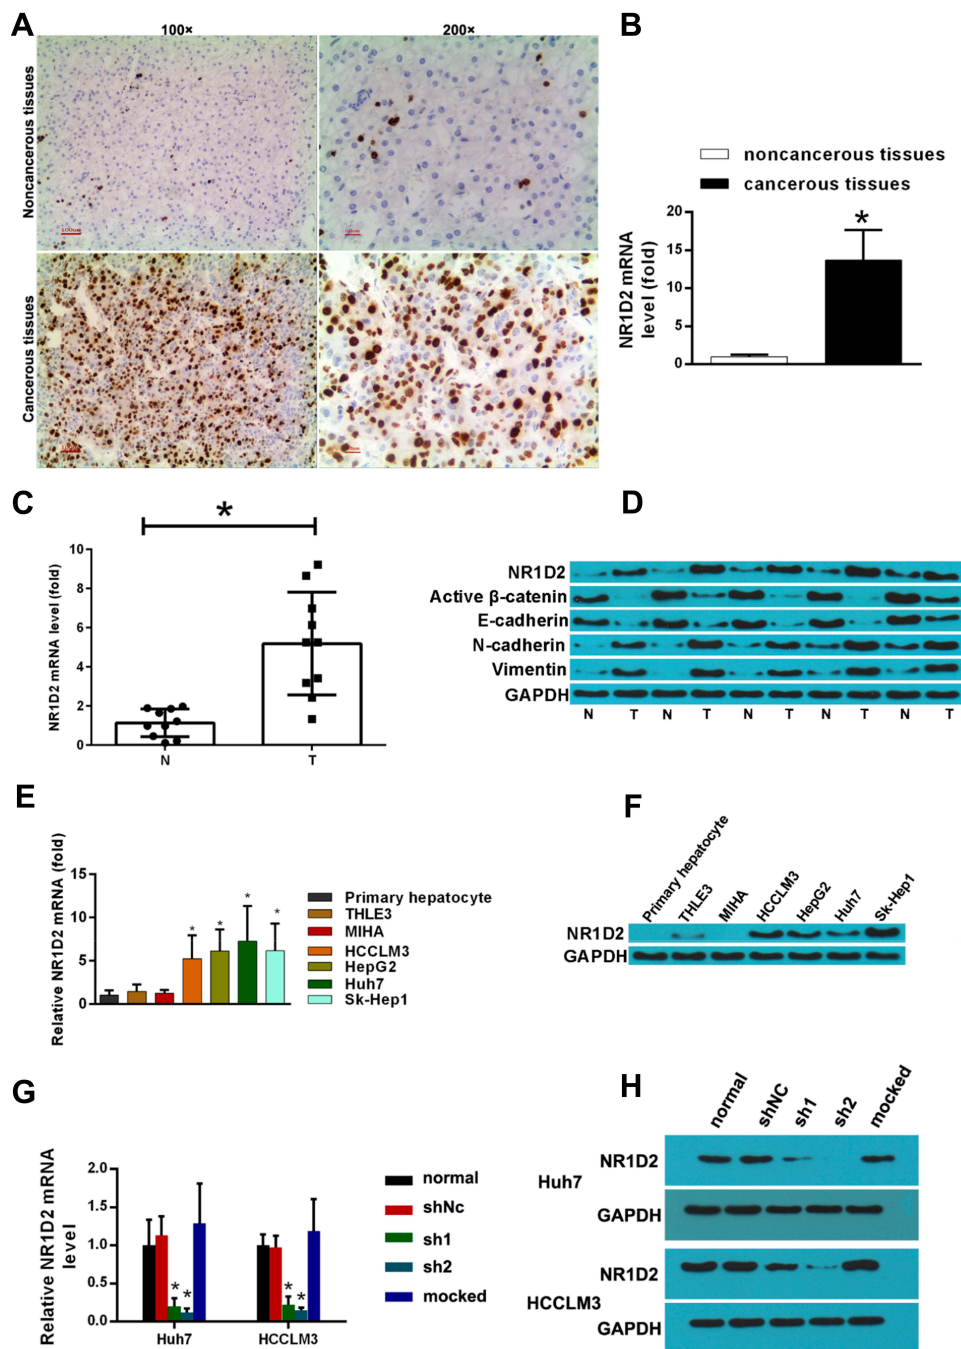 A
100×
200×
Noncancerous tissues
Cancerous tissues
100um
B
noncancerous tissues
cancerous tissues
NR1D2 mRNA
level (fold)
20
15
10
5
0
*
C
*
NR1D2 mRNA level (fold)
10
8
6
4
2
0
N
T
D
NR1D2
Active β-catenin
E-cadherin
N-cadherin
Vimentin
GAPDH
N T N T N T N T N T
E
Relative NR1D2 mRNA (fold)
15
10
5
0
* * * *
Primary hepatocyte
THLE3
MIHA
HCCLM3
HepG2
Huh7
Sk-Hep1
F
Primary hepatocyte
THLE3
MIHA
HCCLM3
HepG2
Huh7
Sk-Hep1
NR1D2
GAPDH
G
Relative NR1D2 mRNA
level
2.0
1.5
1.0
0.5
0.0
* * * *
Huh7
HCCLM3
normal
shNc
sh1
sh2
mocked
H
normal
shNC
sh1
sh2
mocked
NR1D2
Huh7
GAPDH
NR1D2
HCCLM3
GAPDH